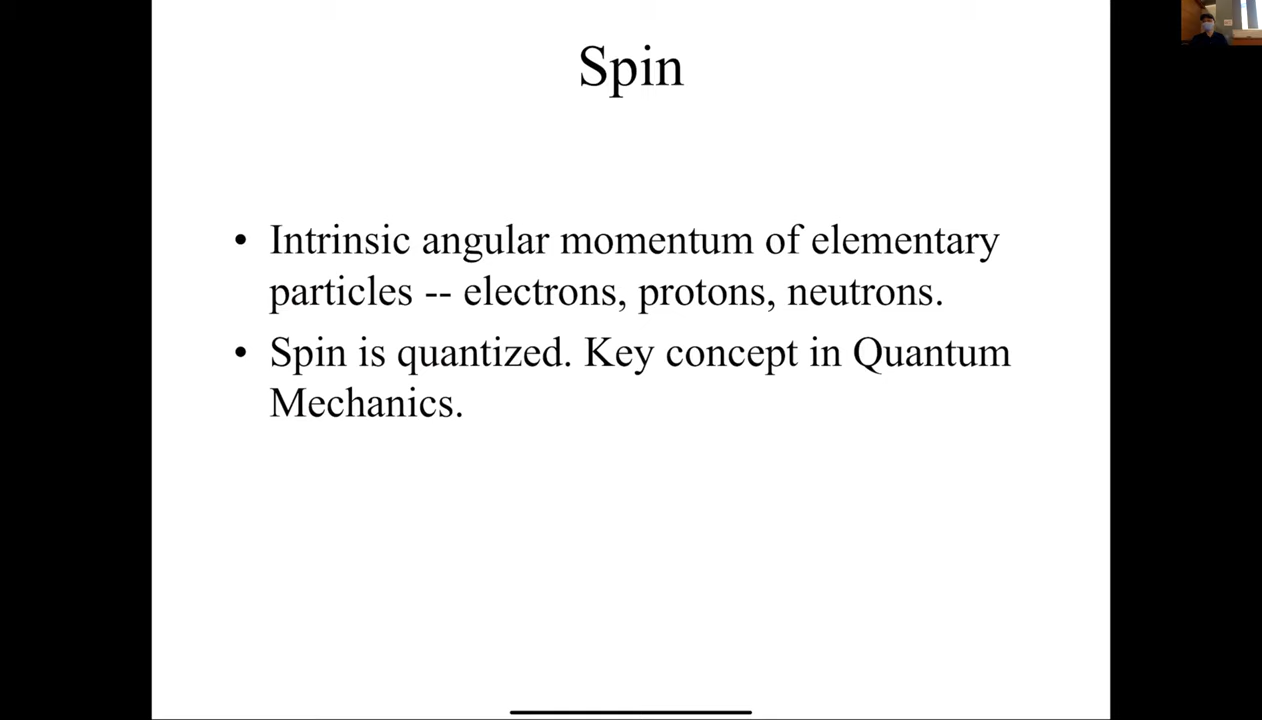 Spin
• Intrinsic angular momentum of elementary
particles -- electrons, protons, neutrons.
• Spin is quantized. Key concept in Quantum
Mechanics.